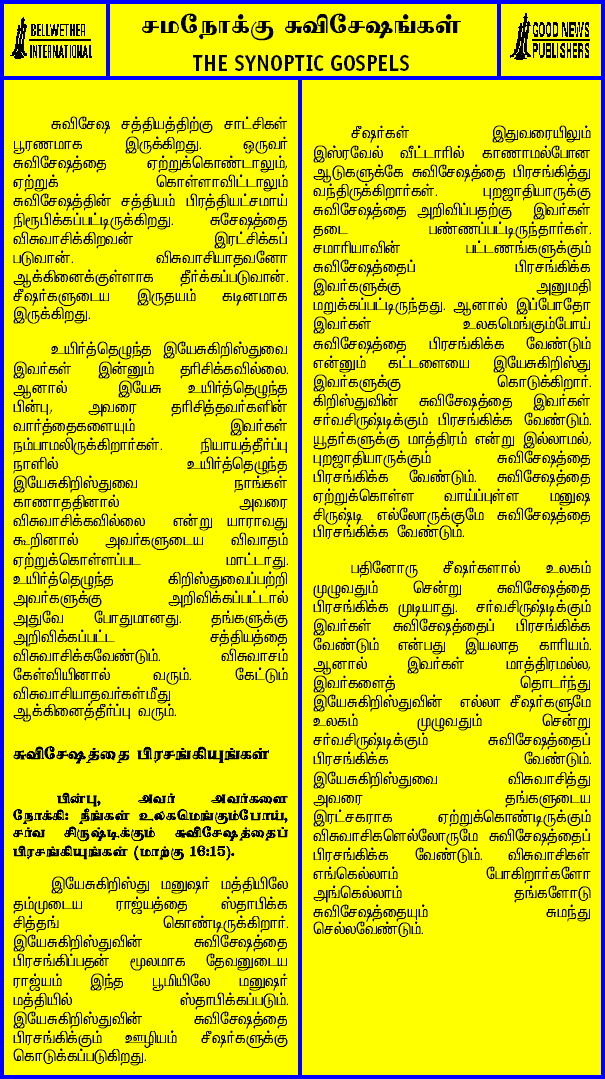 BELLWETHER
INTERNATIONAL
சமநோக்கு சுவிசேஷங்கள்
THE SYNOPTIC GOSPELS
GOOD NEWS
PUBLISHERS
சுவிசேஷ சத்தியத்திற்கு சாட்சிகள்
பூரணமாக இருக்கிறது. ஒருவர்
சுவிசேஷத்தை ஏற்றுக்கொண்டாலும்,
ஏற்றுக் கொள்ளாவிட்டாலும்
சுவிசேஷத்தின் சத்தியம் பிரத்தியட்சமாய்
நிரூபிக்கப்பட்டிருக்கிறது. சுசேஷத்தை
விசுவாசிக்கிறவன் இரட்சிக்கப்
படுவான். விசுவாசியாதவனோ
ஆக்கினைக்குள்ளாக தீர்க்கப்படுவான்.
சீஷர்களுடைய இருதயம் கடினமாக
இருக்கிறது.
உயிர்த்தெழுந்த இயேசுகிறிஸ்துவை
இவர்கள் இன்னும் தரிசிக்கவில்லை.
ஆனால் இயேசு உயிர்த்தெழுந்த
பின்பு, அவரை தரிசித்தவர்களின்
வார்த்தைகளையும் இவர்கள்
நம்பாமலிருக்கிறார்கள். நியாயத்தீர்ப்பு
நாளில் உயிர்த்தெழுந்த
இயேசுகிறிஸ்துவை நாங்கள்
காணாததினால் அவரை
விசுவாசிக்கவில்லை என்று யாராவது
கூறினால் அவர்களுடைய விவாதம்
ஏற்றுக்கொள்ளப்பட மாட்டாது.
உயிர்த்தெழுந்த கிறிஸ்துவைப்பற்றி
அவர்களுக்கு அறிவிக்கப்பட்டால்
அதுவே போதுமானது. தங்களுக்கு
அறிவிக்கப்பட்ட சத்தியத்தை
விசுவாசிக்கவேண்டும். விசுவாசம்
கேள்வியினால் வரும். கேட்டும்
விசுவாசியாதவர்கள்மீது
ஆக்கினைத்தீர்ப்பு வரும்.
சுவிசேஷத்தை பிரசங்கியுங்கள்
பின்பு, அவர் அவர்களை
நோக்கி: நீங்கள் உலகமெங்கும்போய்,
சர்வ சிருஷ்டிக்கும் சுவிசேஷத்தைப்
பிரசங்கியுங்கள் (மாற்கு 16:15).
இயேசுகிறிஸ்து மனுஷர் மத்தியிலே
தம்முடைய ராஜ்யத்தை ஸ்தாபிக்க
சித்தங் கொண்டிருக்கிறார்.
இயேசுகிறிஸ்துவின் சுவிசேஷத்தை
பிரசங்கிப்பதன் மூலமாக தேவனுடைய
ராஜ்யம் இந்த பூமியிலே மனுஷர்
மத்தியில் ஸ்தாபிக்கப்படும்.
இயேசுகிறிஸ்துவின் சுவிசேஷத்தை
பிரசங்கிக்கும் ஊழியம் சீஷர்களுக்கு
கொடுக்கப்படுகிறது.
சீஷர்கள் இதுவரையிலும்
இஸ்ரவேல் வீட்டாரில் காணாமல்போன
ஆடுகளுக்கே சுவிசேஷத்தை பிரசங்கித்து
வந்திருக்கிறார்கள். புறஜாதியாருக்கு
சுவிசேஷத்தை அறிவிப்பதற்கு இவர்கள்
தடை பண்ணப்பட்டிருந்தார்கள்.
சமாரியாவின் பட்டணங்களுக்கும்
சுவிசேஷத்தைப் பிரசங்கிக்க
இவர்களுக்கு அனுமதி
மறுக்கப்பட்டிருந்தது. ஆனால் இப்போதோ
இவர்கள் உலகமெங்கும்போய்
சுவிசேஷத்தை பிரசங்கிக்க வேண்டும்
என்னும் கட்டளையை இயேசுகிறிஸ்து
இவர்களுக்கு கொடுக்கிறார்.
கிறிஸ்துவின் சுவிசேஷத்தை இவர்கள்
சர்வசிருஷ்டிக்கும் பிரசங்கிக்க வேண்டும்.
யூதர்களுக்கு மாத்திரம் என்று இல்லாமல்,
புறஜாதியாருக்கும் சுவிசேஷத்தை
பிரசங்கிக்க வேண்டும். சுவிசேஷத்தை
ஏற்றுக்கொள்ள வாய்ப்புள்ள மனுஷ
சிருஷ்டி எல்லோருக்குமே சுவிசேஷத்தை
பிரசங்கிக்க வேண்டும்.
பதினோரு சீஷர்களால் உலகம்
முழுவதும் சென்று சுவிசேஷத்தை
பிரசங்கிக்க முடியாது. சர்வசிருஷ்டிக்கும்
இவர்கள் சுவிசேஷத்தைப் பிரசங்கிக்க
வேண்டும் என்பது இயலாத காரியம்.
ஆனால் இவர்கள் மாத்திரமல்ல,
இவர்களைத் தொடர்ந்து
இயேசுகிறிஸ்துவின் எல்லா சீஷர்களுமே
உலகம் முழுவதும் சென்று
சர்வசிருஷ்டிக்கும் சுவிசேஷத்தைப்
பிரசங்கிக்க வேண்டும்.
இயேசுகிறிஸ்துவை விசுவாசித்து
அவரை தங்களுடைய
இரட்சகராக ஏற்றுக்கொண்டிருக்கும்
விசுவாசிகளெல்லோருமே சுவிசேஷத்தைப்
பிரசங்கிக்க வேண்டும். விசுவாசிகள்
எங்கெல்லாம் போகிறார்களோ
அங்கெல்லாம் தங்களோடு
சுவிசேஷத்தையும் சுமந்து
செல்லவேண்டும்.